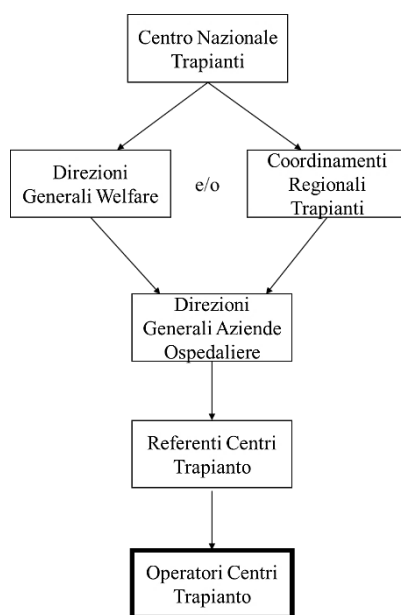 Centro Nazionale
Trapianti
Direzioni
Generali Welfare
e/o
Coordinamenti
Regionali
Trapianti
Direzioni
Generali Aziende
Ospedaliere
Referenti Centri
Trapianto
Operatori Centri
Trapianto